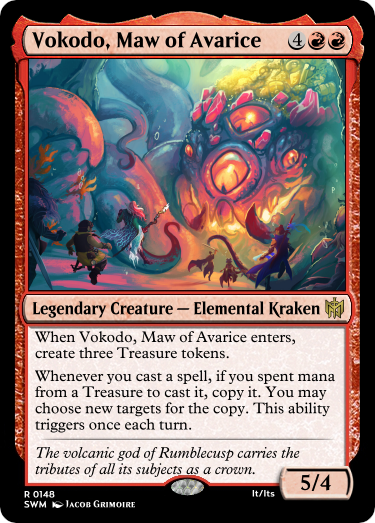 Vokodo, Maw of Avarice 4
Legendary Creature — Elemental Kraken
When Vokodo, Maw of Avarice enters,
create three Treasure tokens.
Whenever you cast a spell, if you spent mana
from a Treasure to cast it, copy it. You may
choose new targets for the copy. This ability
triggers once each turn.
The volcanic god of Rumblecusp carries the
tributes of all its subjects as a crown.
5/4
R 0148 It/Its
SWM Jacob Grimoire